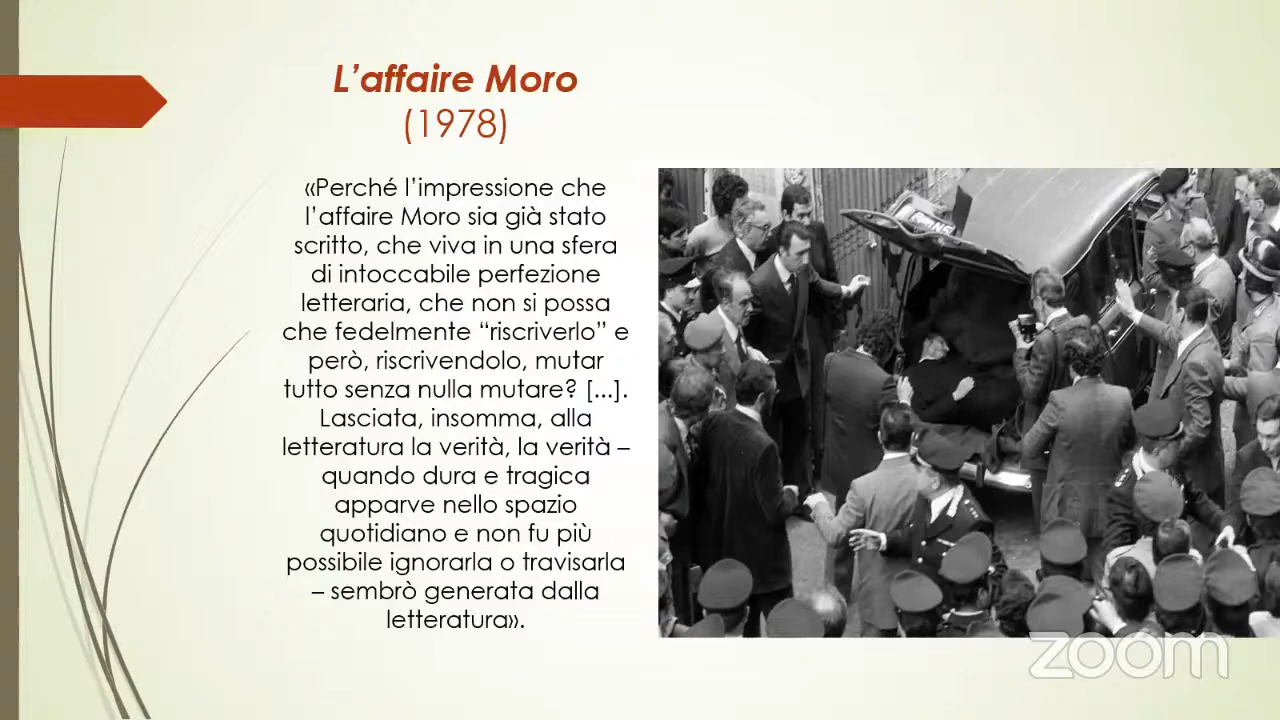 L’affaire Moro
(1978)
«Perché l’impressione che
l’affaire Moro sia già stato
scritto, che viva in una sfera
di intoccabile perfezione
letteraria, che non si possa
che fedelmente “riscriverlo” e
però, riscrivendolo, mutar
tutto senza nulla mutare? [...].
Lasciata, insomma, alla
letteratura la verità, la verità –
quando dura e tragica
apparve nello spazio
quotidiano e non fu più
possibile ignorarla o travisarla
– sembrò generata dalla
letteratura».
zoom